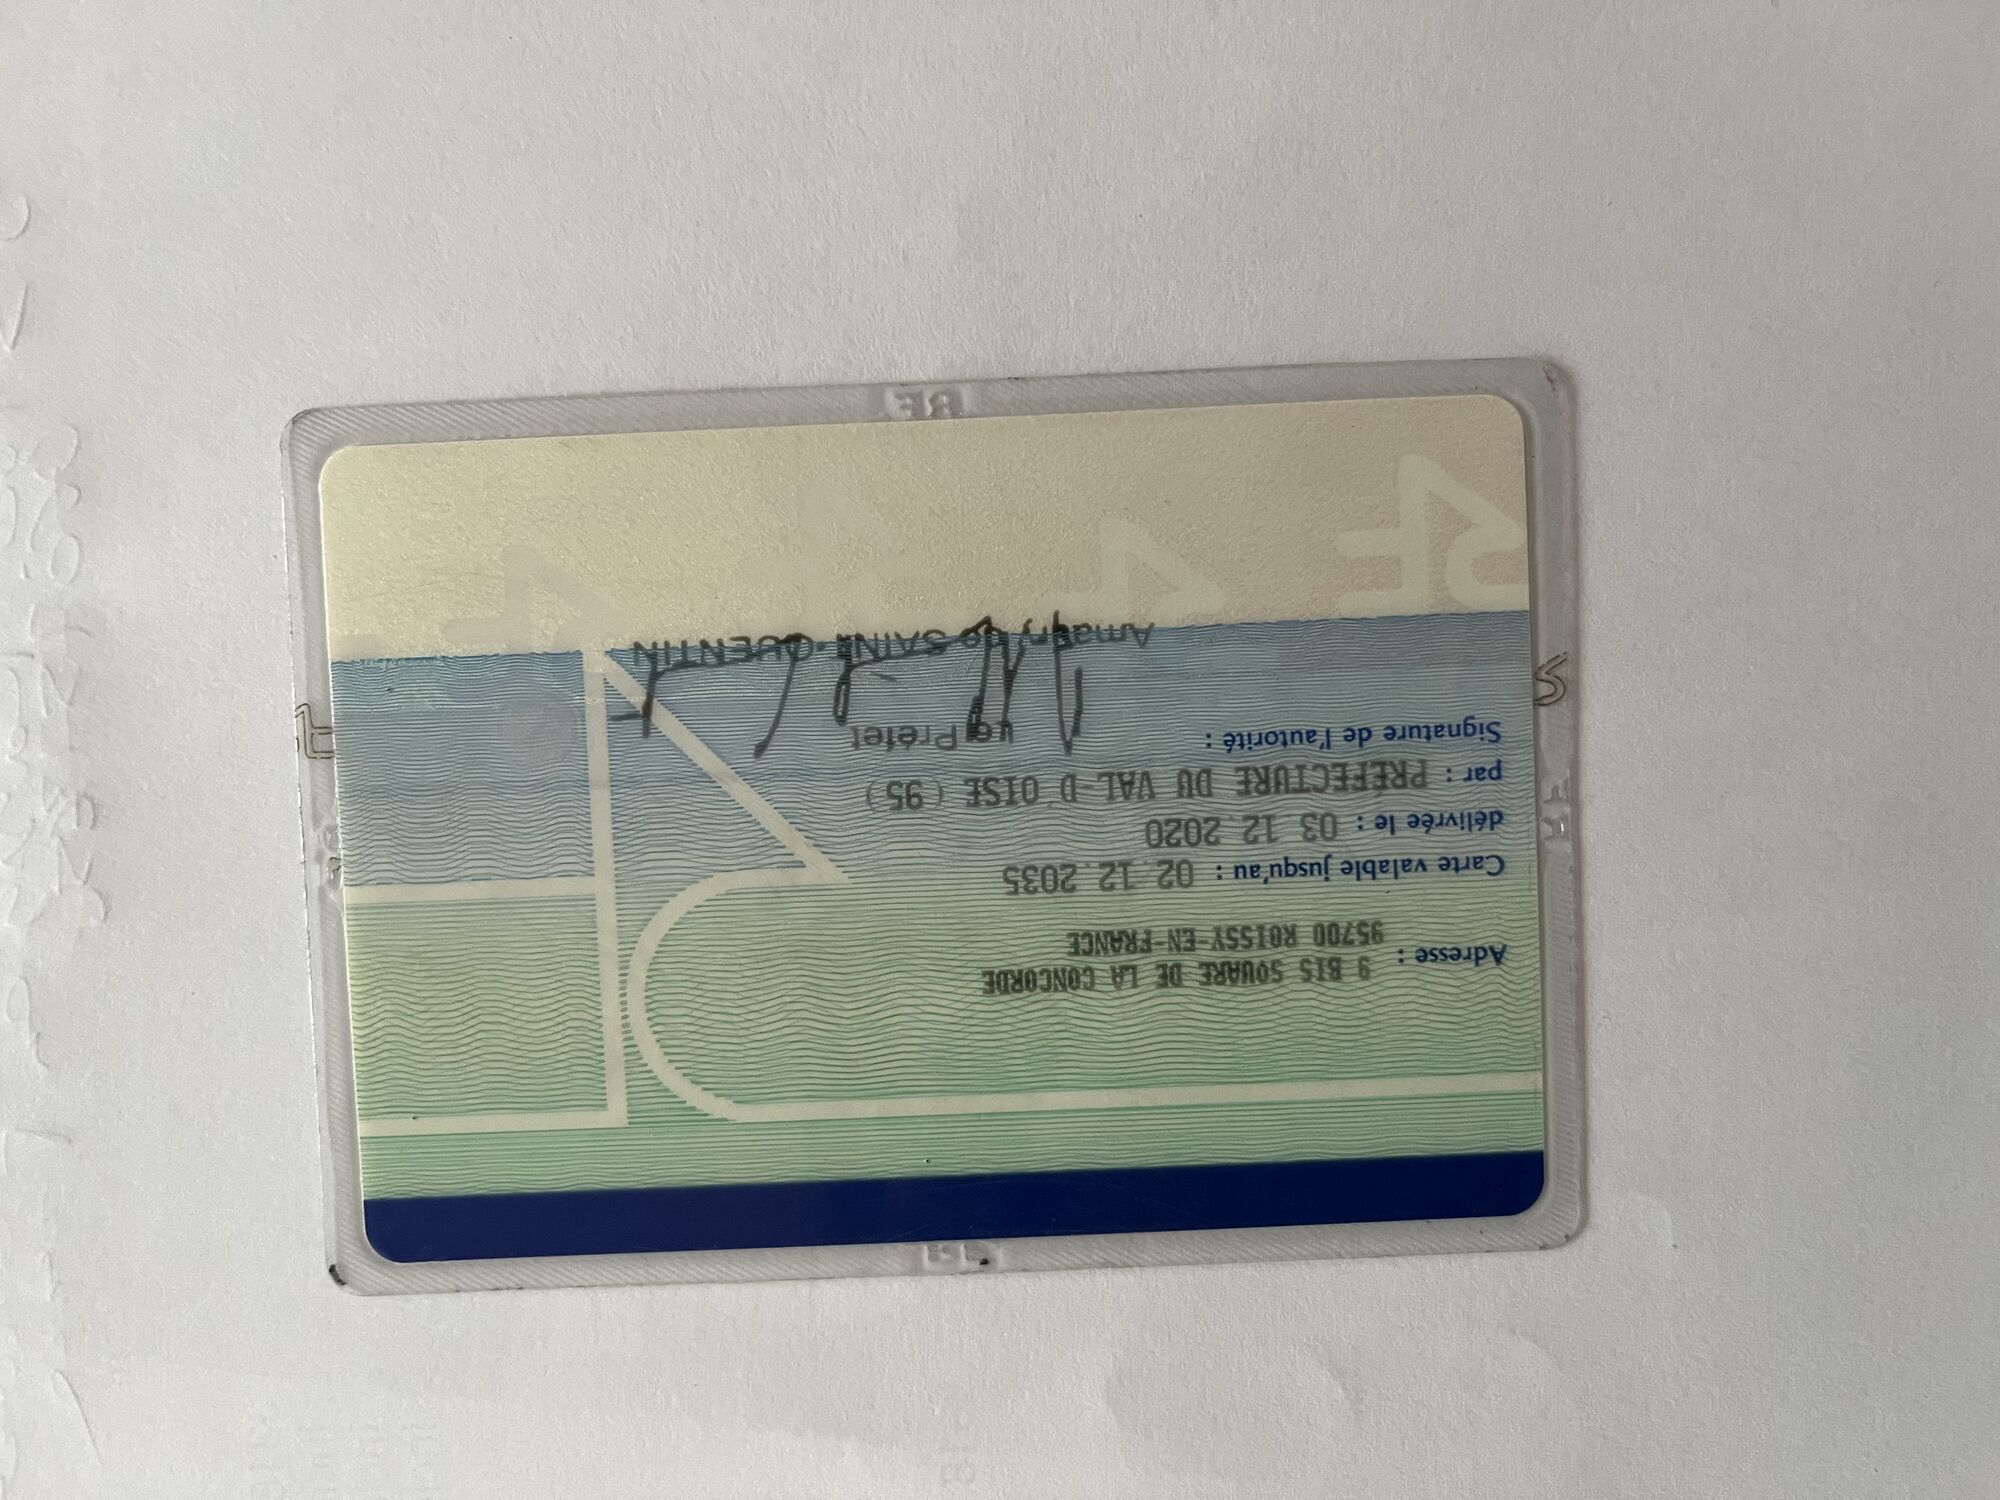 Adresse : 9 BIS SQUARE DE LA CONCORDE
95700 ROISSY-EN-FRANCE
Carte valable jusqu'au : 02.12.2035
délivrée le : 03.12.2020
par : PRÉFECTURE DU VAL-D'OISE (95)
Signature de l'autorité :
Le Préfet
Amaury de SAINT-QUENTIN